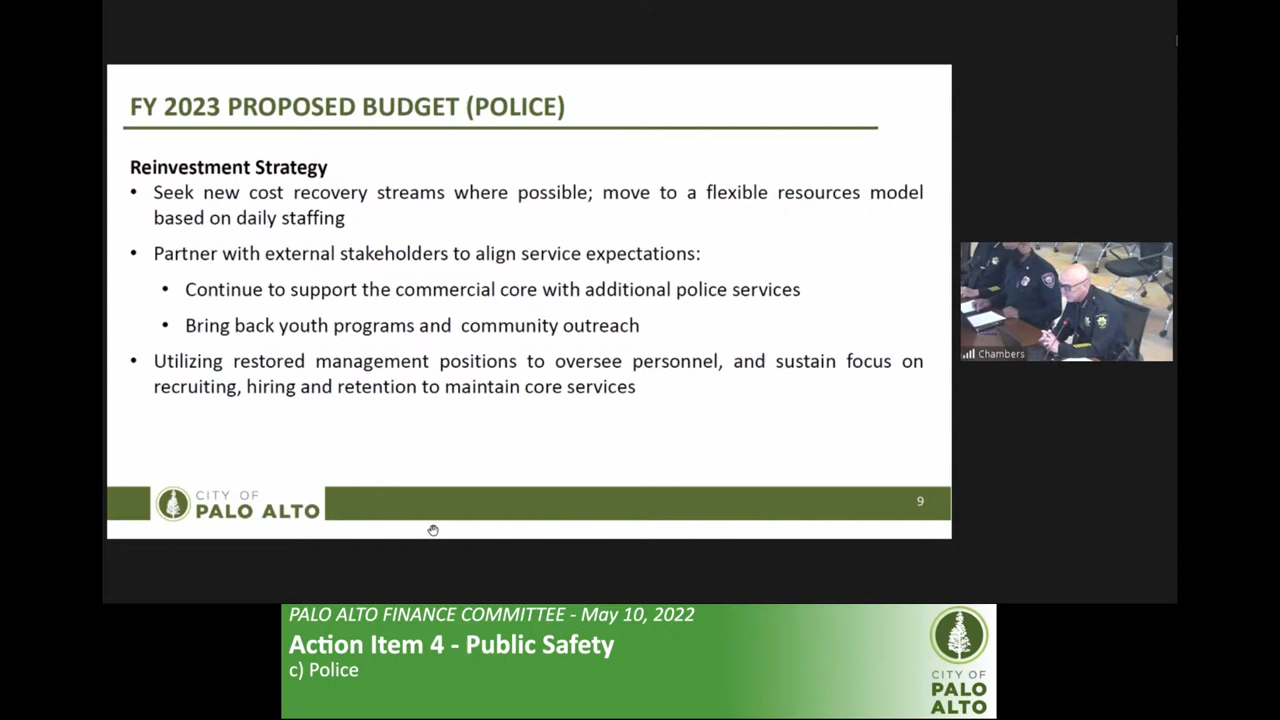 FY 2023 PROPOSED BUDGET (POLICE)
Reinvestment Strategy
• Seek new cost recovery streams where possible; move to a flexible resources model
based on daily staffing
• Partner with external stakeholders to align service expectations:
• Continue to support the commercial core with additional police services
• Bring back youth programs and community outreach
• Utilizing restored management positions to oversee personnel, and sustain focus on
recruiting, hiring and retention to maintain core services
CITY OF
PALO ALTO
9
Chambers
PALO ALTO FINANCE COMMITTEE - May 10, 2022
Action Item 4 - Public Safety
c) Police
CITY OF
PALO
ALTO